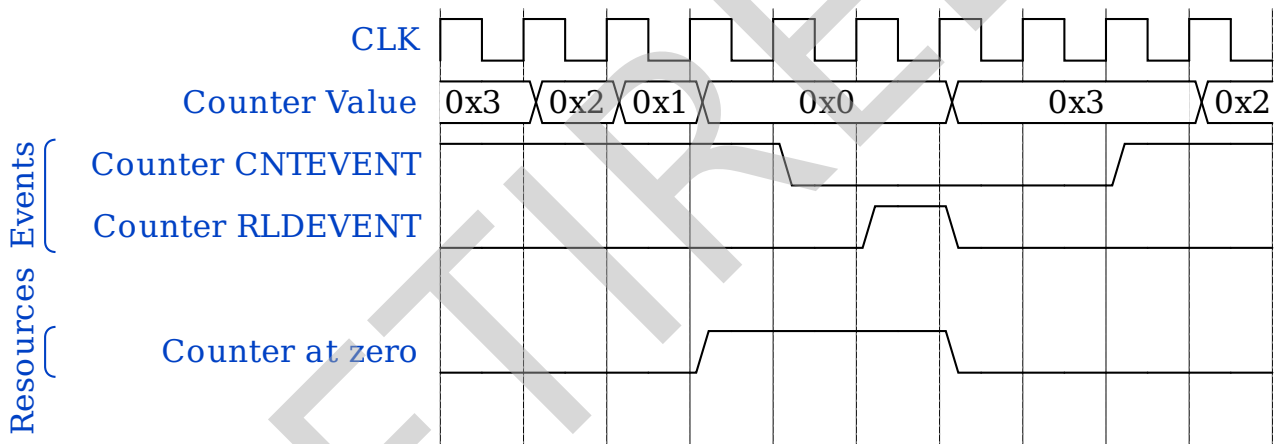 CLK
Counter Value 0x3 0x2 0x1 0x0 0x3 0x2
Events
Counter CNTEVENT
Counter RLDEVENT
Resources
Counter at zero